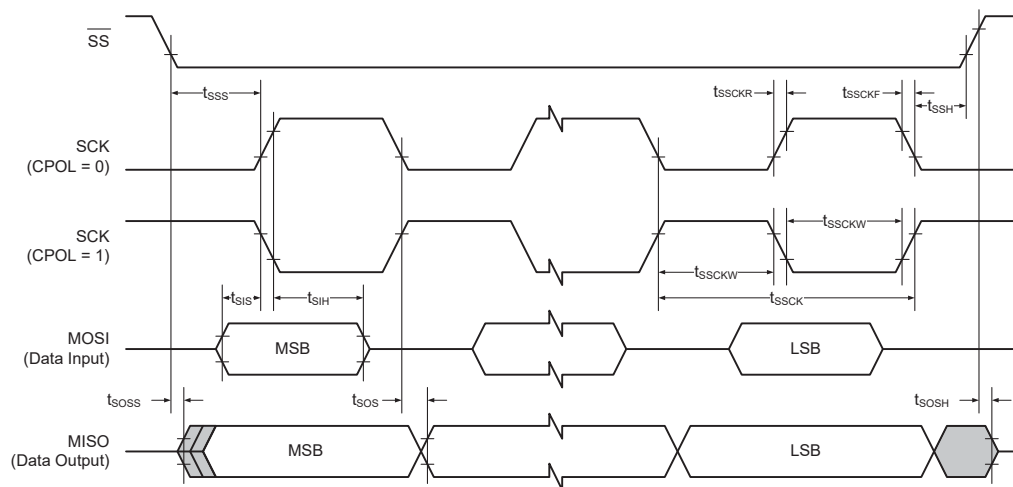 SS
tSSS
tSSCKR
tSSCKF
tSSH
SCK
(CPOL = 0)
SCK
(CPOL = 1)
tSSCKW
tSSCKW
tSSCK
tSIS
tSIH
MOSI
(Data Input)
MSB
LSB
tSOSS
tSOS
tSOSH
MISO
(Data Output)
MSB
LSB